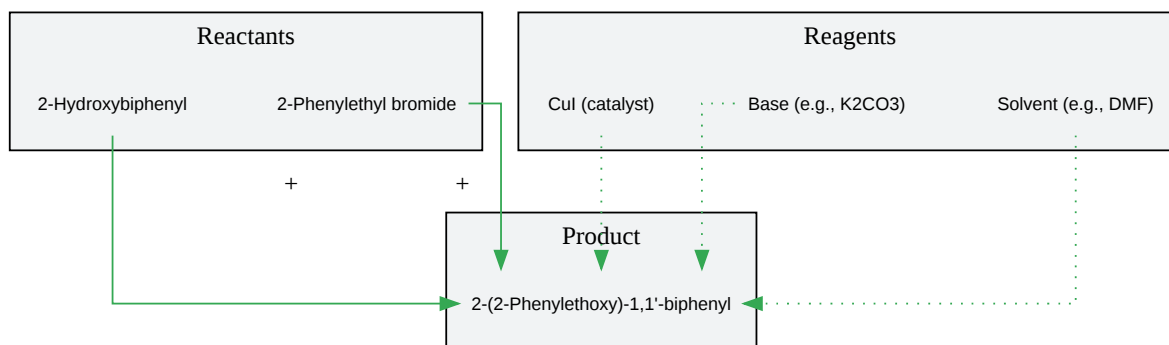 Reactants
Reagents
2-Hydroxybiphenyl
2-Phenylethyl bromide
CuI (catalyst)
Base (e.g., K2CO3)
Solvent (e.g., DMF)
+
+
Product
2-(2-Phenylethoxy)-1,1'-biphenyl